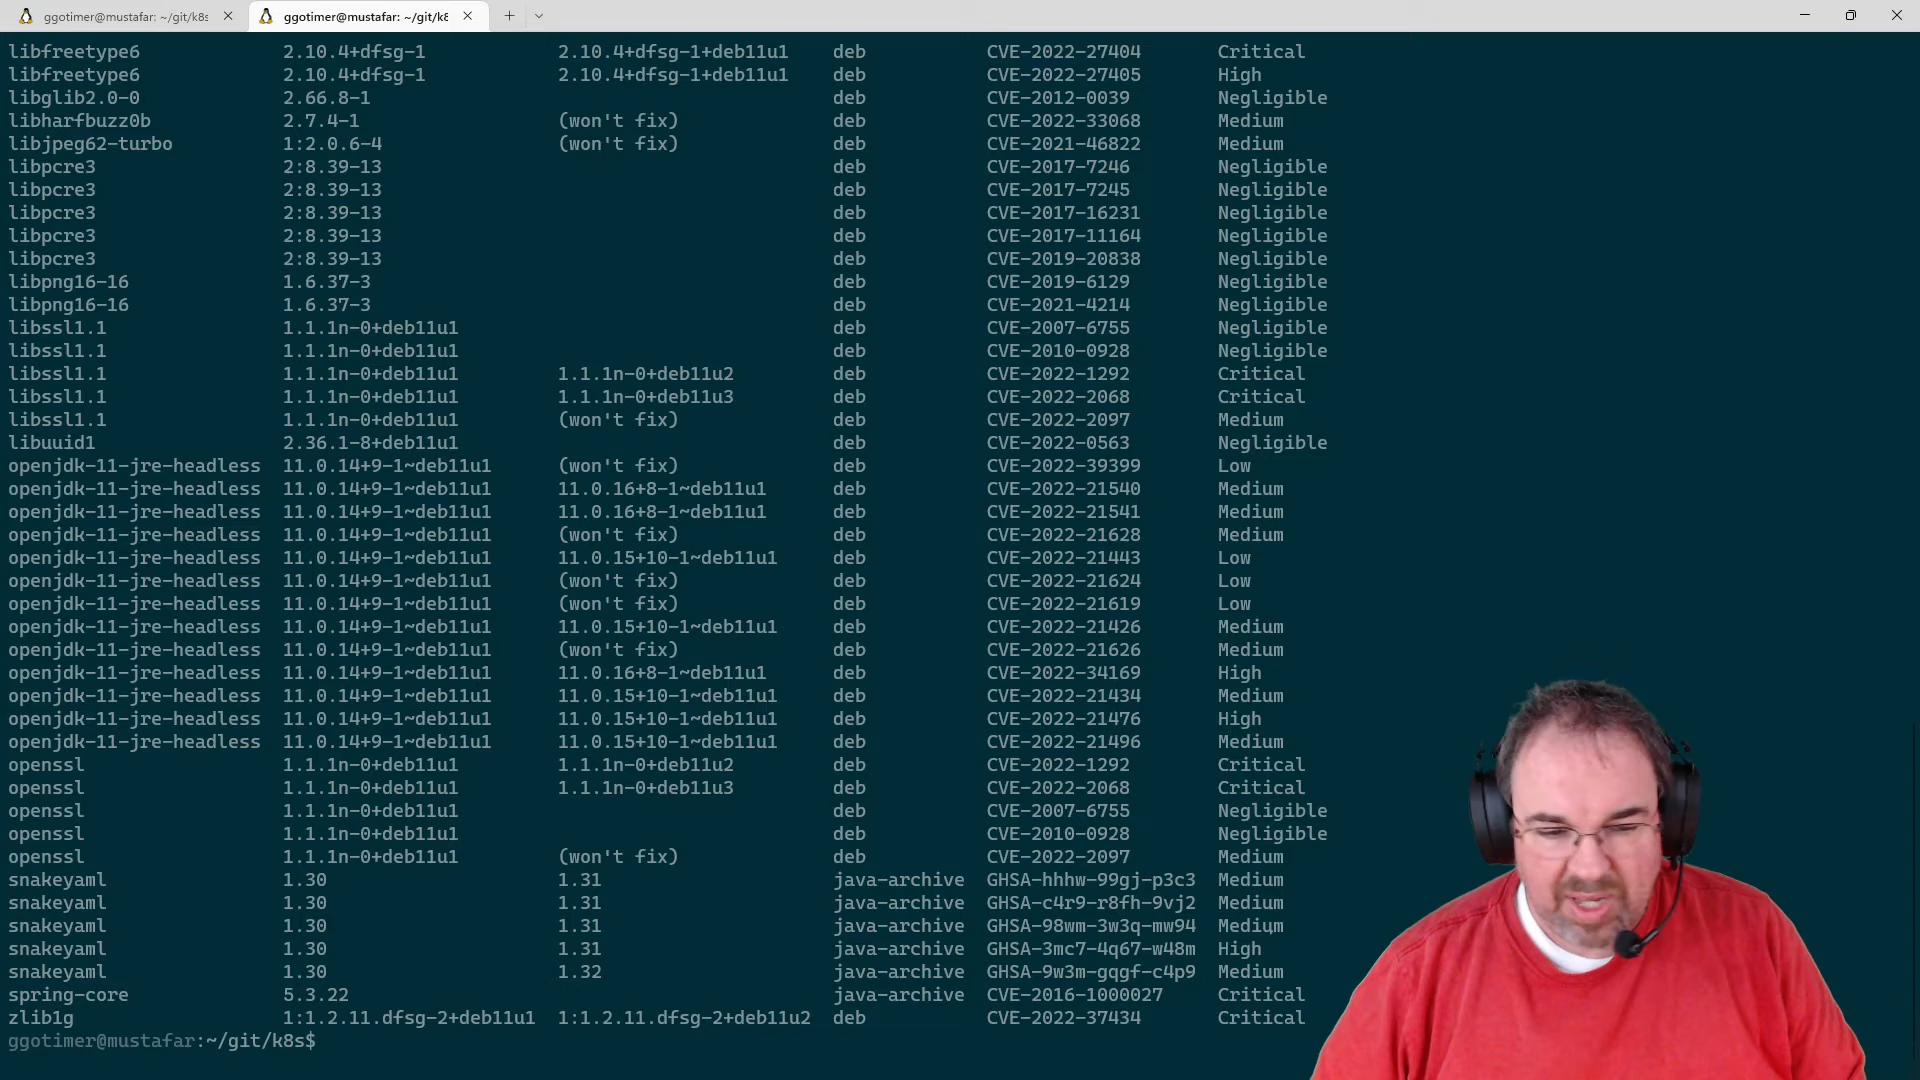 ggotimer@mustafar: ~/git/k8s
ggotimer@mustafar: ~/git/k8
libfreetype6 2.10.4+dfsg-1 2.10.4+dfsg-1+deb11u1 deb CVE-2022-27404 Critical
libfreetype6 2.10.4+dfsg-1 2.10.4+dfsg-1+deb11u1 deb CVE-2022-27405 High
libglib2.0-0 2.66.8-1 deb CVE-2012-0039 Negligible
libharfbuzz0b 2.7.4-1 (won't fix) deb CVE-2022-33068 Medium
libjpeg62-turbo 1:2.0.6-4 (won't fix) deb CVE-2021-46822 Medium
libpcre3 2:8.39-13 deb CVE-2017-7246 Negligible
libpcre3 2:8.39-13 deb CVE-2017-7245 Negligible
libpcre3 2:8.39-13 deb CVE-2017-16231 Negligible
libpcre3 2:8.39-13 deb CVE-2017-11164 Negligible
libpcre3 2:8.39-13 deb CVE-2019-20838 Negligible
libpng16-16 1.6.37-3 deb CVE-2019-6129 Negligible
libpng16-16 1.6.37-3 deb CVE-2021-4214 Negligible
libssl1.1 1.1.1n-0+deb11u1 deb CVE-2007-6755 Negligible
libssl1.1 1.1.1n-0+deb11u1 deb CVE-2010-0928 Negligible
libssl1.1 1.1.1n-0+deb11u1 1.1.1n-0+deb11u2 deb CVE-2022-1292 Critical
libssl1.1 1.1.1n-0+deb11u1 1.1.1n-0+deb11u3 deb CVE-2022-2068 Critical
libssl1.1 1.1.1n-0+deb11u1 (won't fix) deb CVE-2022-2097 Medium
libuuid1 2.36.1-8+deb11u1 deb CVE-2022-0563 Negligible
openjdk-11-jre-headless 11.0.14+9-1~deb11u1 (won't fix) deb CVE-2022-39399 Low
openjdk-11-jre-headless 11.0.14+9-1~deb11u1 11.0.16+8-1~deb11u1 deb CVE-2022-21540 Medium
openjdk-11-jre-headless 11.0.14+9-1~deb11u1 11.0.16+8-1~deb11u1 deb CVE-2022-21541 Medium
openjdk-11-jre-headless 11.0.14+9-1~deb11u1 (won't fix) deb CVE-2022-21628 Medium
openjdk-11-jre-headless 11.0.14+9-1~deb11u1 11.0.15+10-1~deb11u1 deb CVE-2022-21443 Low
openjdk-11-jre-headless 11.0.14+9-1~deb11u1 (won't fix) deb CVE-2022-21624 Low
openjdk-11-jre-headless 11.0.14+9-1~deb11u1 (won't fix) deb CVE-2022-21619 Low
openjdk-11-jre-headless 11.0.14+9-1~deb11u1 11.0.15+10-1~deb11u1 deb CVE-2022-21426 Medium
openjdk-11-jre-headless 11.0.14+9-1~deb11u1 (won't fix) deb CVE-2022-21626 Medium
openjdk-11-jre-headless 11.0.14+9-1~deb11u1 11.0.16+8-1~deb11u1 deb CVE-2022-34169 High
openjdk-11-jre-headless 11.0.14+9-1~deb11u1 11.0.15+10-1~deb11u1 deb CVE-2022-21434 Medium
openjdk-11-jre-headless 11.0.14+9-1~deb11u1 11.0.15+10-1~deb11u1 deb CVE-2022-21476 High
openjdk-11-jre-headless 11.0.14+9-1~deb11u1 11.0.15+10-1~deb11u1 deb CVE-2022-21496 Medium
openssl 1.1.1n-0+deb11u1 1.1.1n-0+deb11u2 deb CVE-2022-1292 Critical
openssl 1.1.1n-0+deb11u1 1.1.1n-0+deb11u3 deb CVE-2022-2068 Critical
openssl 1.1.1n-0+deb11u1 deb CVE-2007-6755 Negligible
openssl 1.1.1n-0+deb11u1 deb CVE-2010-0928 Negligible
openssl 1.1.1n-0+deb11u1 (won't fix) deb CVE-2022-2097 Medium
snakeyaml 1.30 1.31 java-archive GHSA-hhhw-99gj-p3c3 Medium
snakeyaml 1.30 1.31 java-archive GHSA-c4r9-r8fh-9vj2 Medium
snakeyaml 1.30 1.31 java-archive GHSA-98wm-3w3q-mw94 Medium
snakeyaml 1.30 1.31 java-archive GHSA-3mc7-4q67-w48m High
snakeyaml 1.30 1.32 java-archive GHSA-9w3m-gqgf-c4p9 Medium
spring-core 5.3.22 java-archive CVE-2016-1000027 Critical
zlib1g 1:1.2.11.dfsg-2+deb11u1 1:1.2.11.dfsg-2+deb11u2 deb CVE-2022-37434 Critical
ggotimer@mustafar:~/git/k8s$